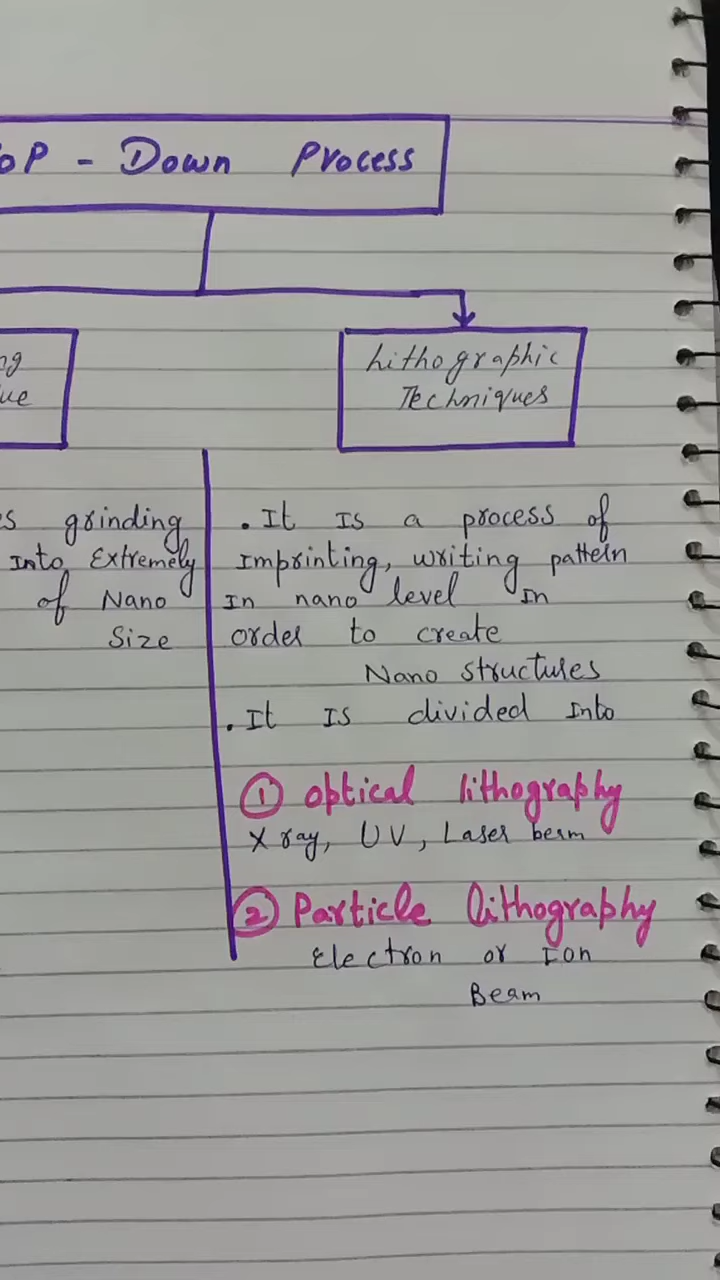 oP - Down Process
ng
ue
Lithographic
Techniques
s grinding
Into Extremely
of Nano
Size
. It Is a process of
Imprinting, writing pattern
In nano level In
order to create
Nano structures
. It Is divided Into
① optical lithography
X ray, UV, Laser beam
② Particle lithography
Electron or Ion
Beam